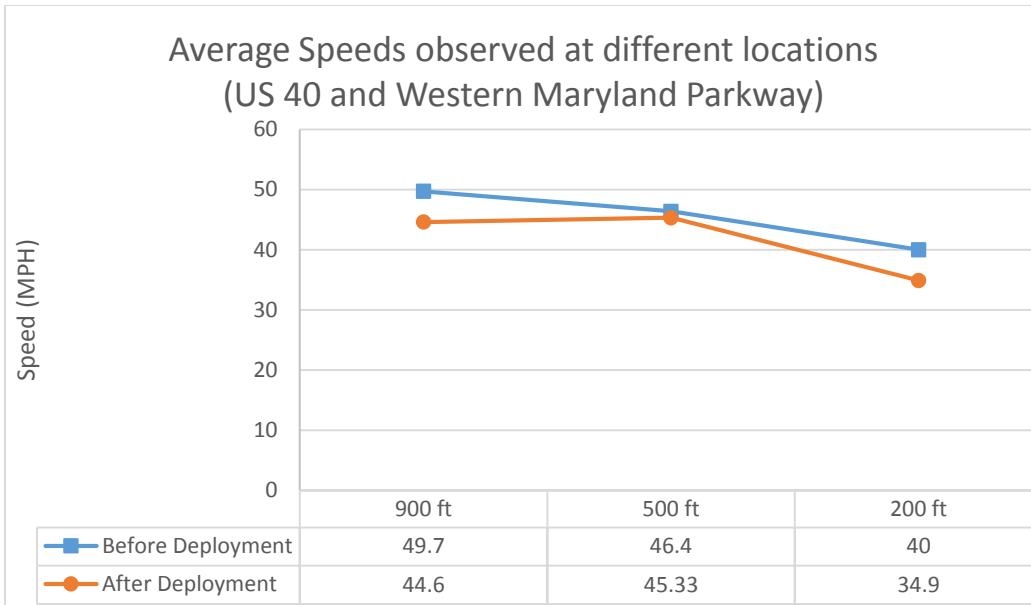 Average Speeds observed at different locations
(US 40 and Western Maryland Parkway)
60
50
40
30
20
10
0
Speed (MPH)
900 ft 500 ft 200 ft
Before Deployment 49.7 46.4 40
After Deployment 44.6 45.33 34.9